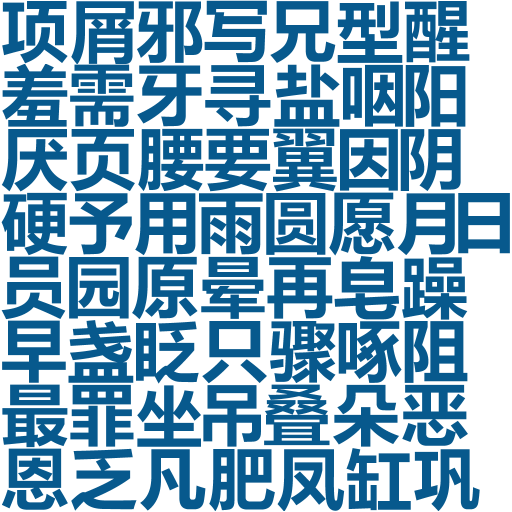 项屑邪写兄型醒
羞需牙寻盐咽阳
厌页腰要翼因阴
硬予用雨圆愿月日
员园原晕再皂躁
早盏眨只骤啄阻
最罪坐吊叠朵恶
恩乏凡肥凤缸巩